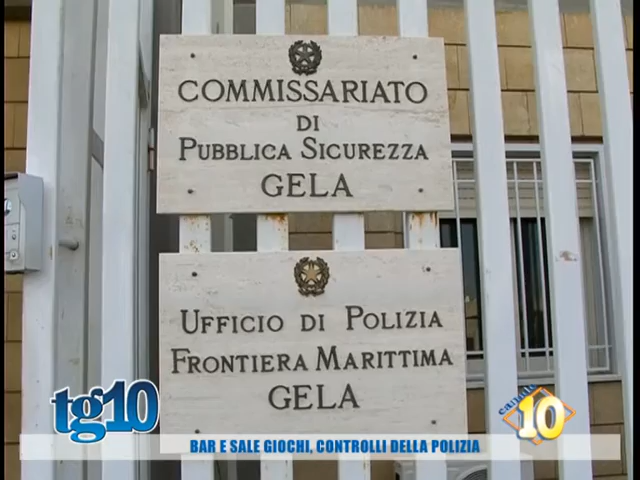 COMMISSARIATO
DI
PUBBLICA SICUREZZA
GELA
UFFICIO DI POLIZIA
FRONTIERA MARITTIMA
GELA
tg10
canale
10
BAR E SALE GIOCHI, CONTROLLI DELLA POLIZIA